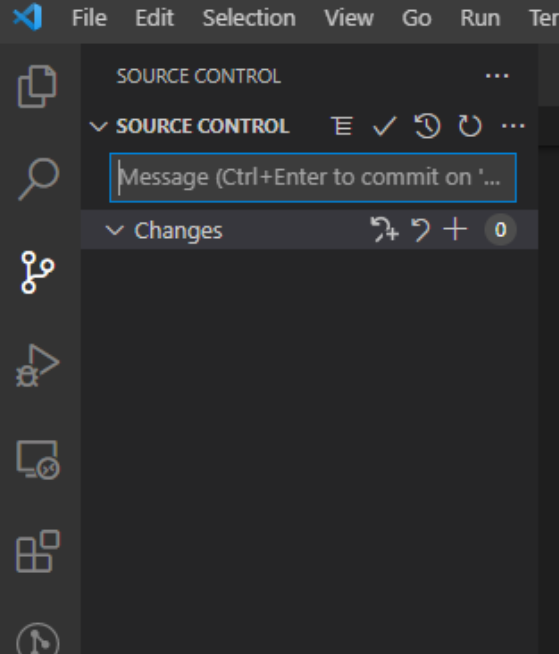 File Edit Selection View Go Run Ter
SOURCE CONTROL
SOURCE CONTROL
Message (Ctrl+Enter to commit on '...
Changes 0